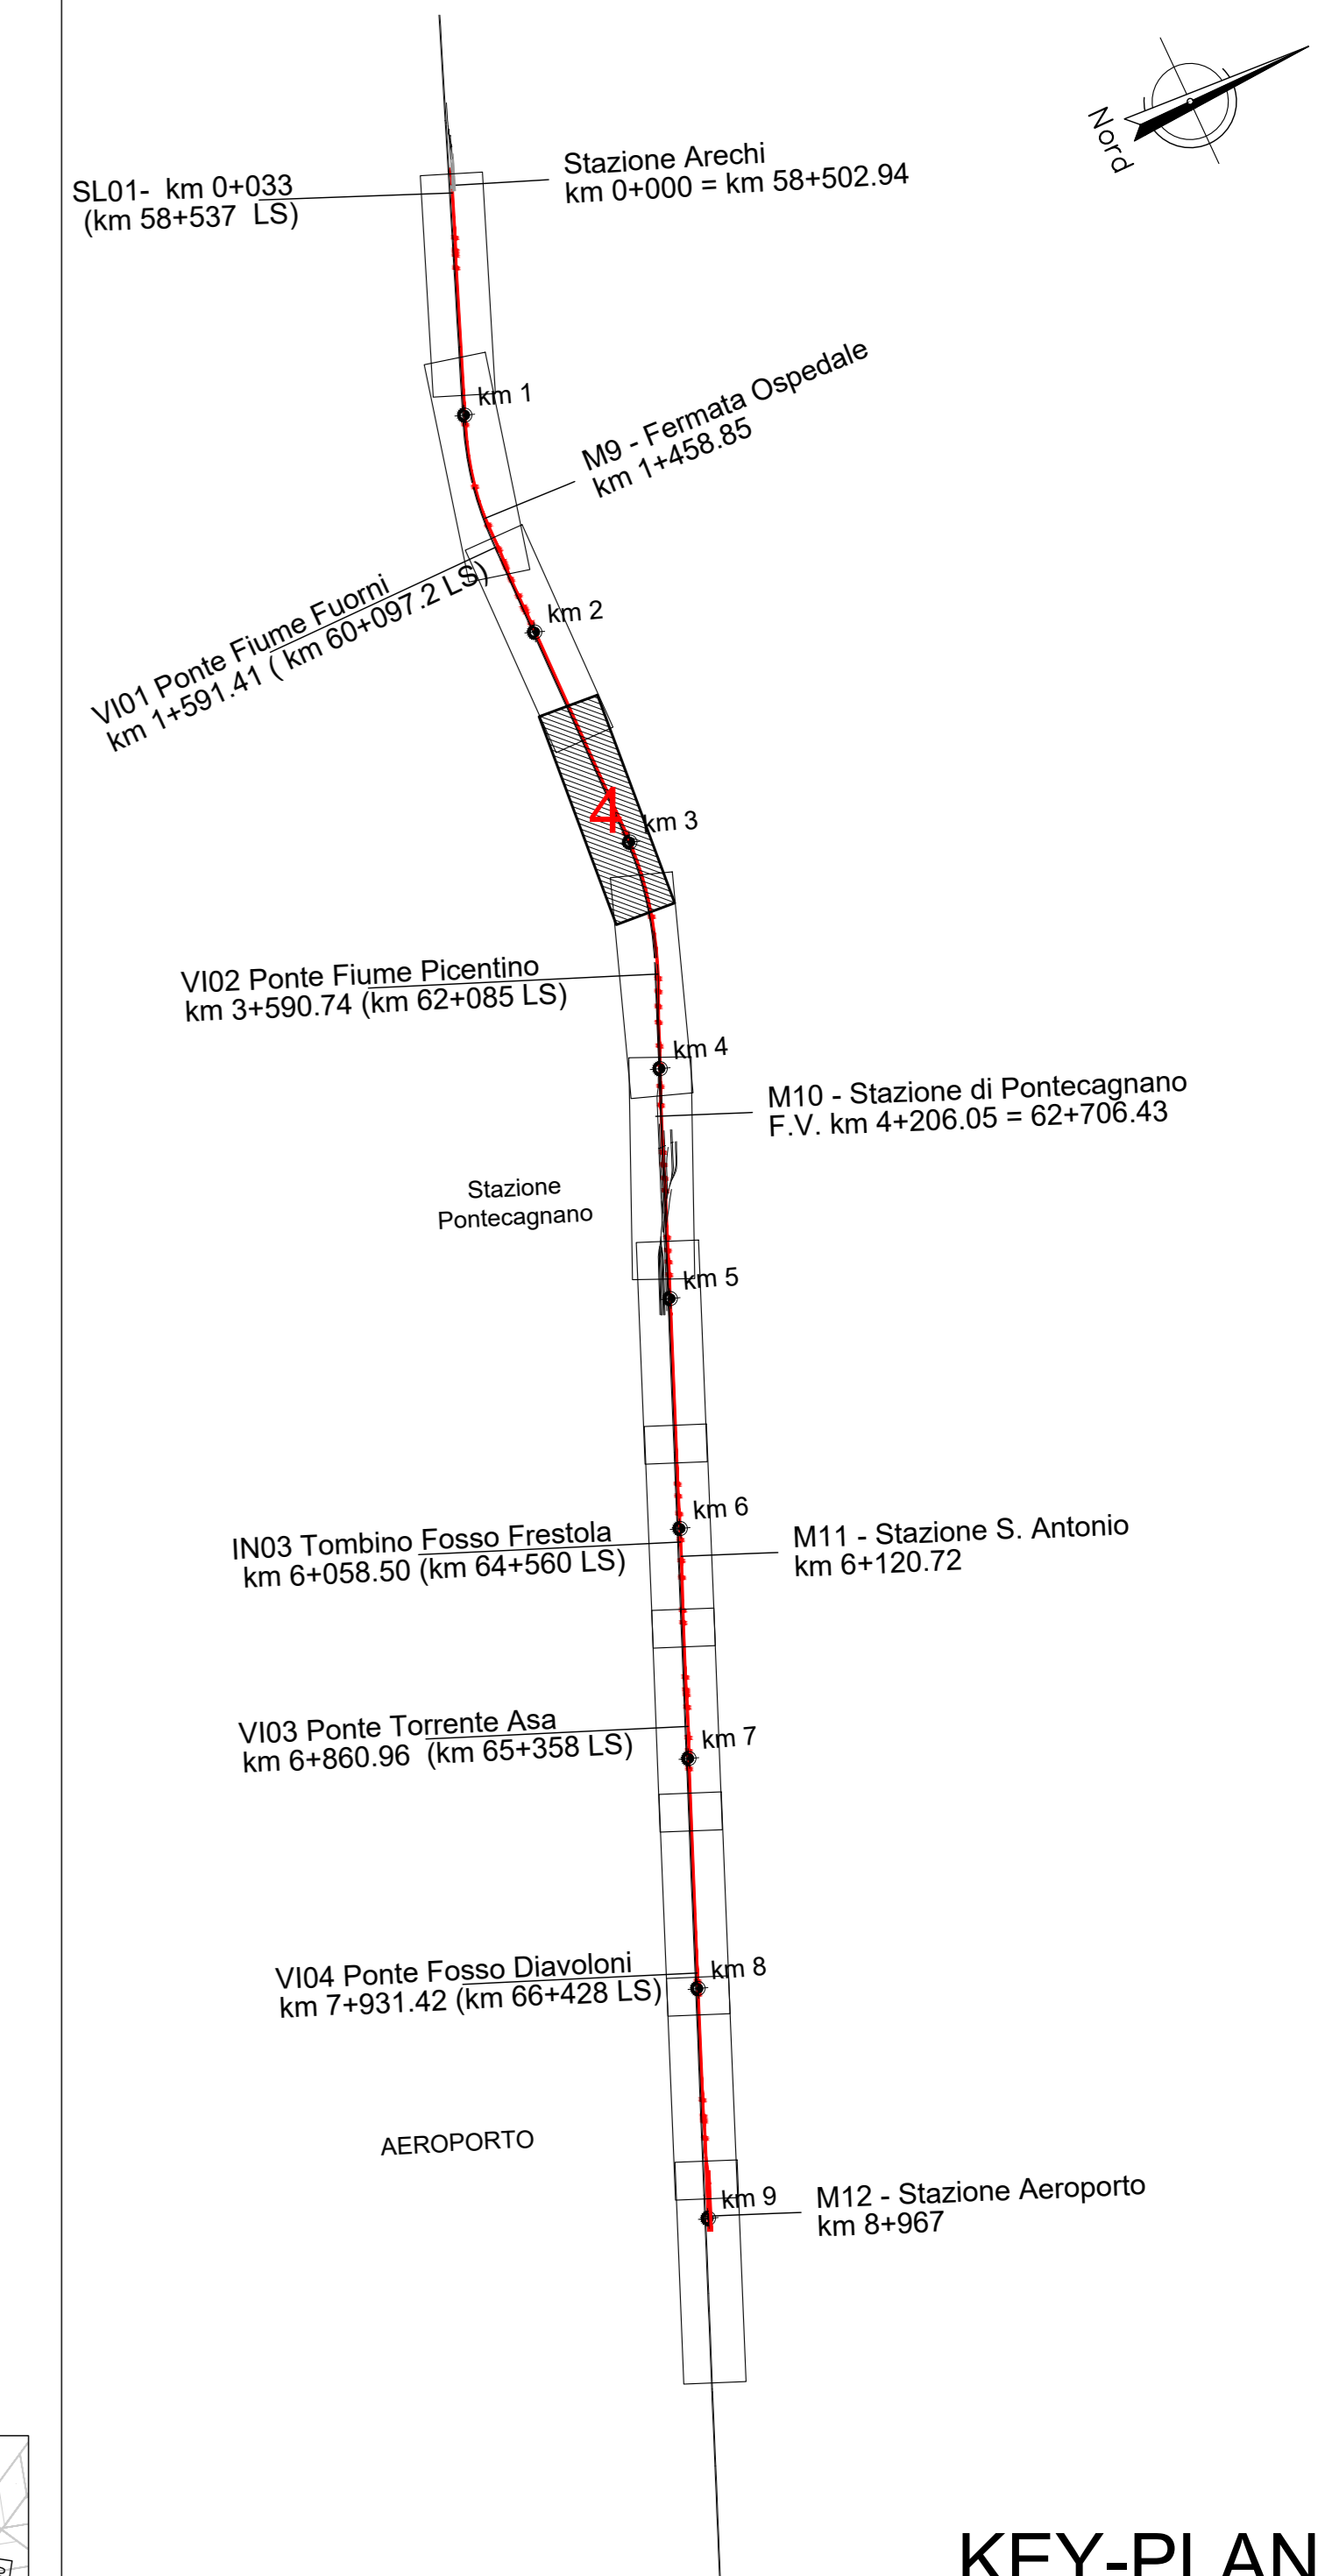 Nord
Stazione Arechi
km 0+000 = km 58+502.94
SL01-  km 0+033
(km 58+537  LS)
km 1
M9 - Fermata Ospedale
km 1+458.85
VI01 Ponte Fiume Fuorni
km 1+591.41 ( km 60+097.2 LS)
km 2
4
km 3
VI02 Ponte Fiume Picentino
km 3+590.74 (km 62+085 LS)
km 4
M10 - Stazione di Pontecagnano
F.V. km 4+206.05 = 62+706.43
Stazione
Pontecagnano
km 5
km 6
IN03 Tombino Fosso Frestola
km 6+058.50 (km 64+560 LS)
M11 - Stazione S. Antonio
km 6+120.72
VI03 Ponte Torrente Asa
km 6+860.96  (km 65+358 LS)
km 7
VI04 Ponte Fosso Diavoloni
km 7+931.42 (km 66+428 LS)
km 8
AEROPORTO
km 9
M12 - Stazione Aeroporto
km 8+967
KEY-PLAN